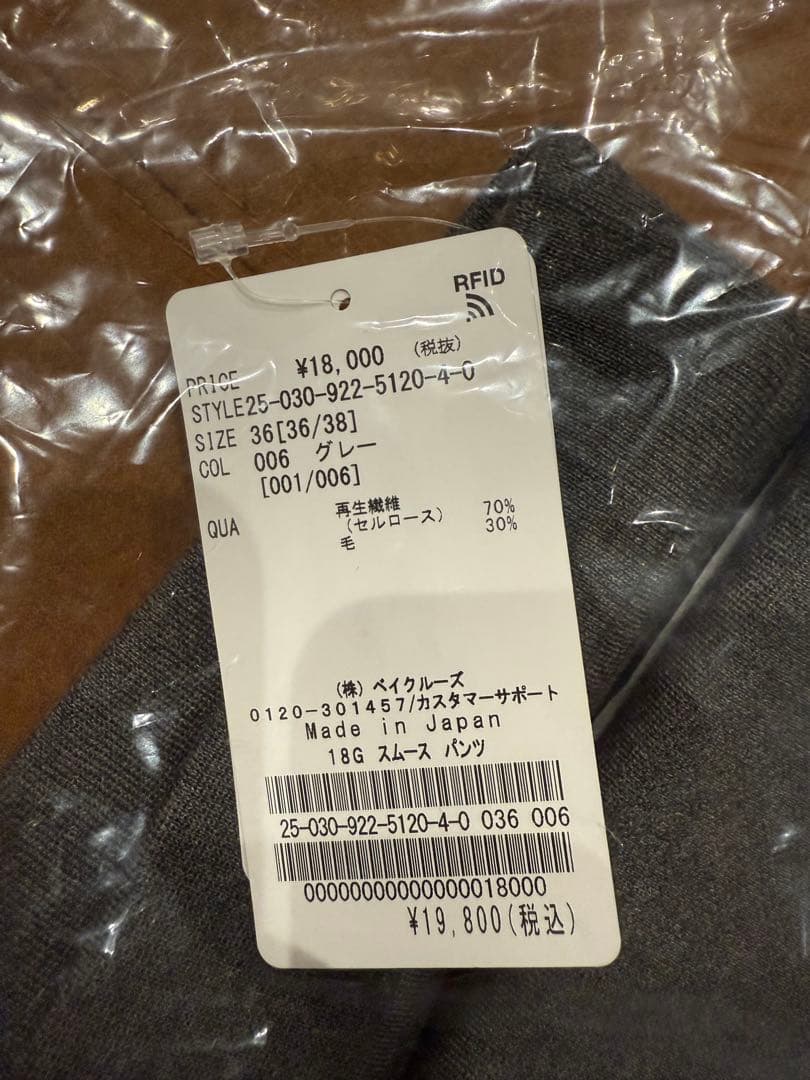 RFID
PRICE ¥18,000 (税抜)
STYLE25-030-922-5120-4-0
SIZE 36[36/38]
COL 006 グレー
[001/006]
QUA 再生繊維 70%
(セルロース) 30%
毛
(株) ベイクルーズ
0120-301457/カスタマーサポート
Made in Japan
18G スムース パンツ
25-030-922-5120-4-0 036 006
0000000000000018000
¥19,800(税込)